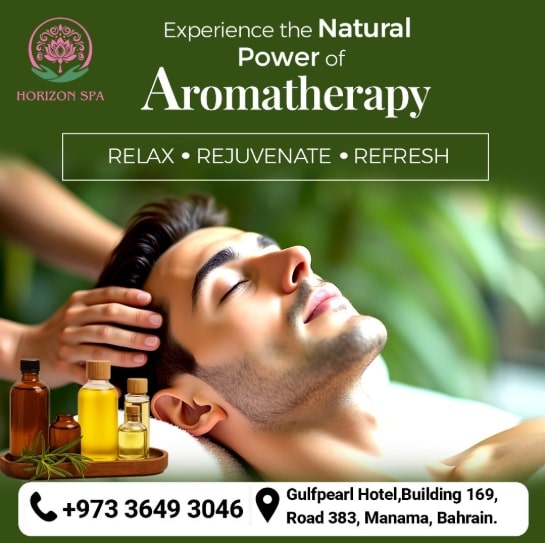 HORIZON SPA
Experience the Natural
Power of
Aromatherapy
RELAX • REJUVENATE • REFRESH
+973 3649 3046
Gulfpearl Hotel,Building 169,
Road 383, Manama, Bahrain.